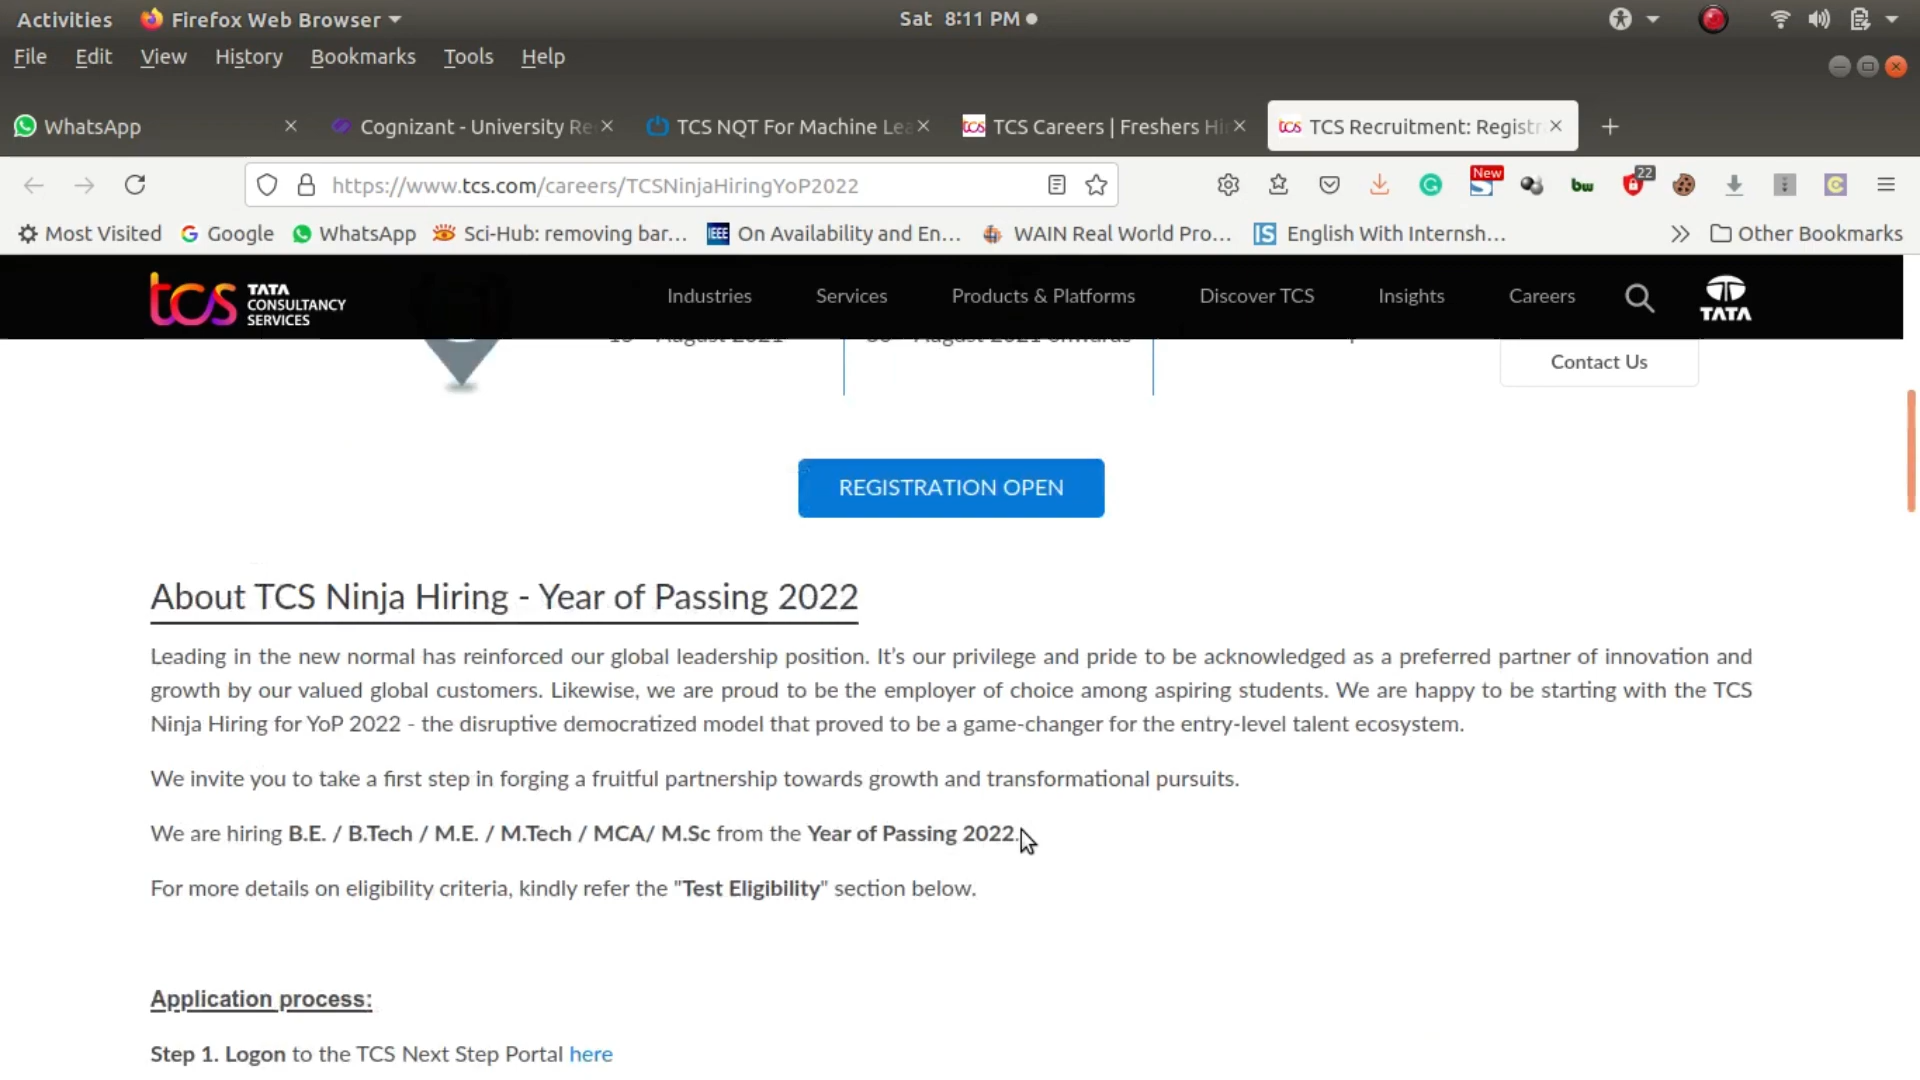 Activities Firefox Web Browser Sat 8:11 PM
File Edit View History Bookmarks Tools Help
WhatsApp Cognizant - University Re TCS NQT For Machine Lea TCS Careers | Freshers Hi TCS Recruitment: Registr
https://www.tcs.com/careers/TCSNinjaHiringYoP2022 New bw 22
Most Visited Google WhatsApp Sci-Hub: removing bar... IEEE On Availability and En... WAIN Real World Pro... IS English With Internsh... Other Bookmarks
tcs TATA CONSULTANCY SERVICES Industries Services Products & Platforms Discover TCS Insights Careers TATA
August 2021 August 2021 onwards
Contact Us
REGISTRATION OPEN
About TCS Ninja Hiring - Year of Passing 2022
Leading in the new normal has reinforced our global leadership position. It's our privilege and pride to be acknowledged as a preferred partner of innovation and
growth by our valued global customers. Likewise, we are proud to be the employer of choice among aspiring students. We are happy to be starting with the TCS
Ninja Hiring for YoP 2022 - the disruptive democratized model that proved to be a game-changer for the entry-level talent ecosystem.
We invite you to take a first step in forging a fruitful partnership towards growth and transformational pursuits.
We are hiring B.E. / B.Tech / M.E. / M.Tech / MCA/ M.Sc from the Year of Passing 2022.
For more details on eligibility criteria, kindly refer the "Test Eligibility" section below.
Application process:
Step 1. Logon to the TCS Next Step Portal here